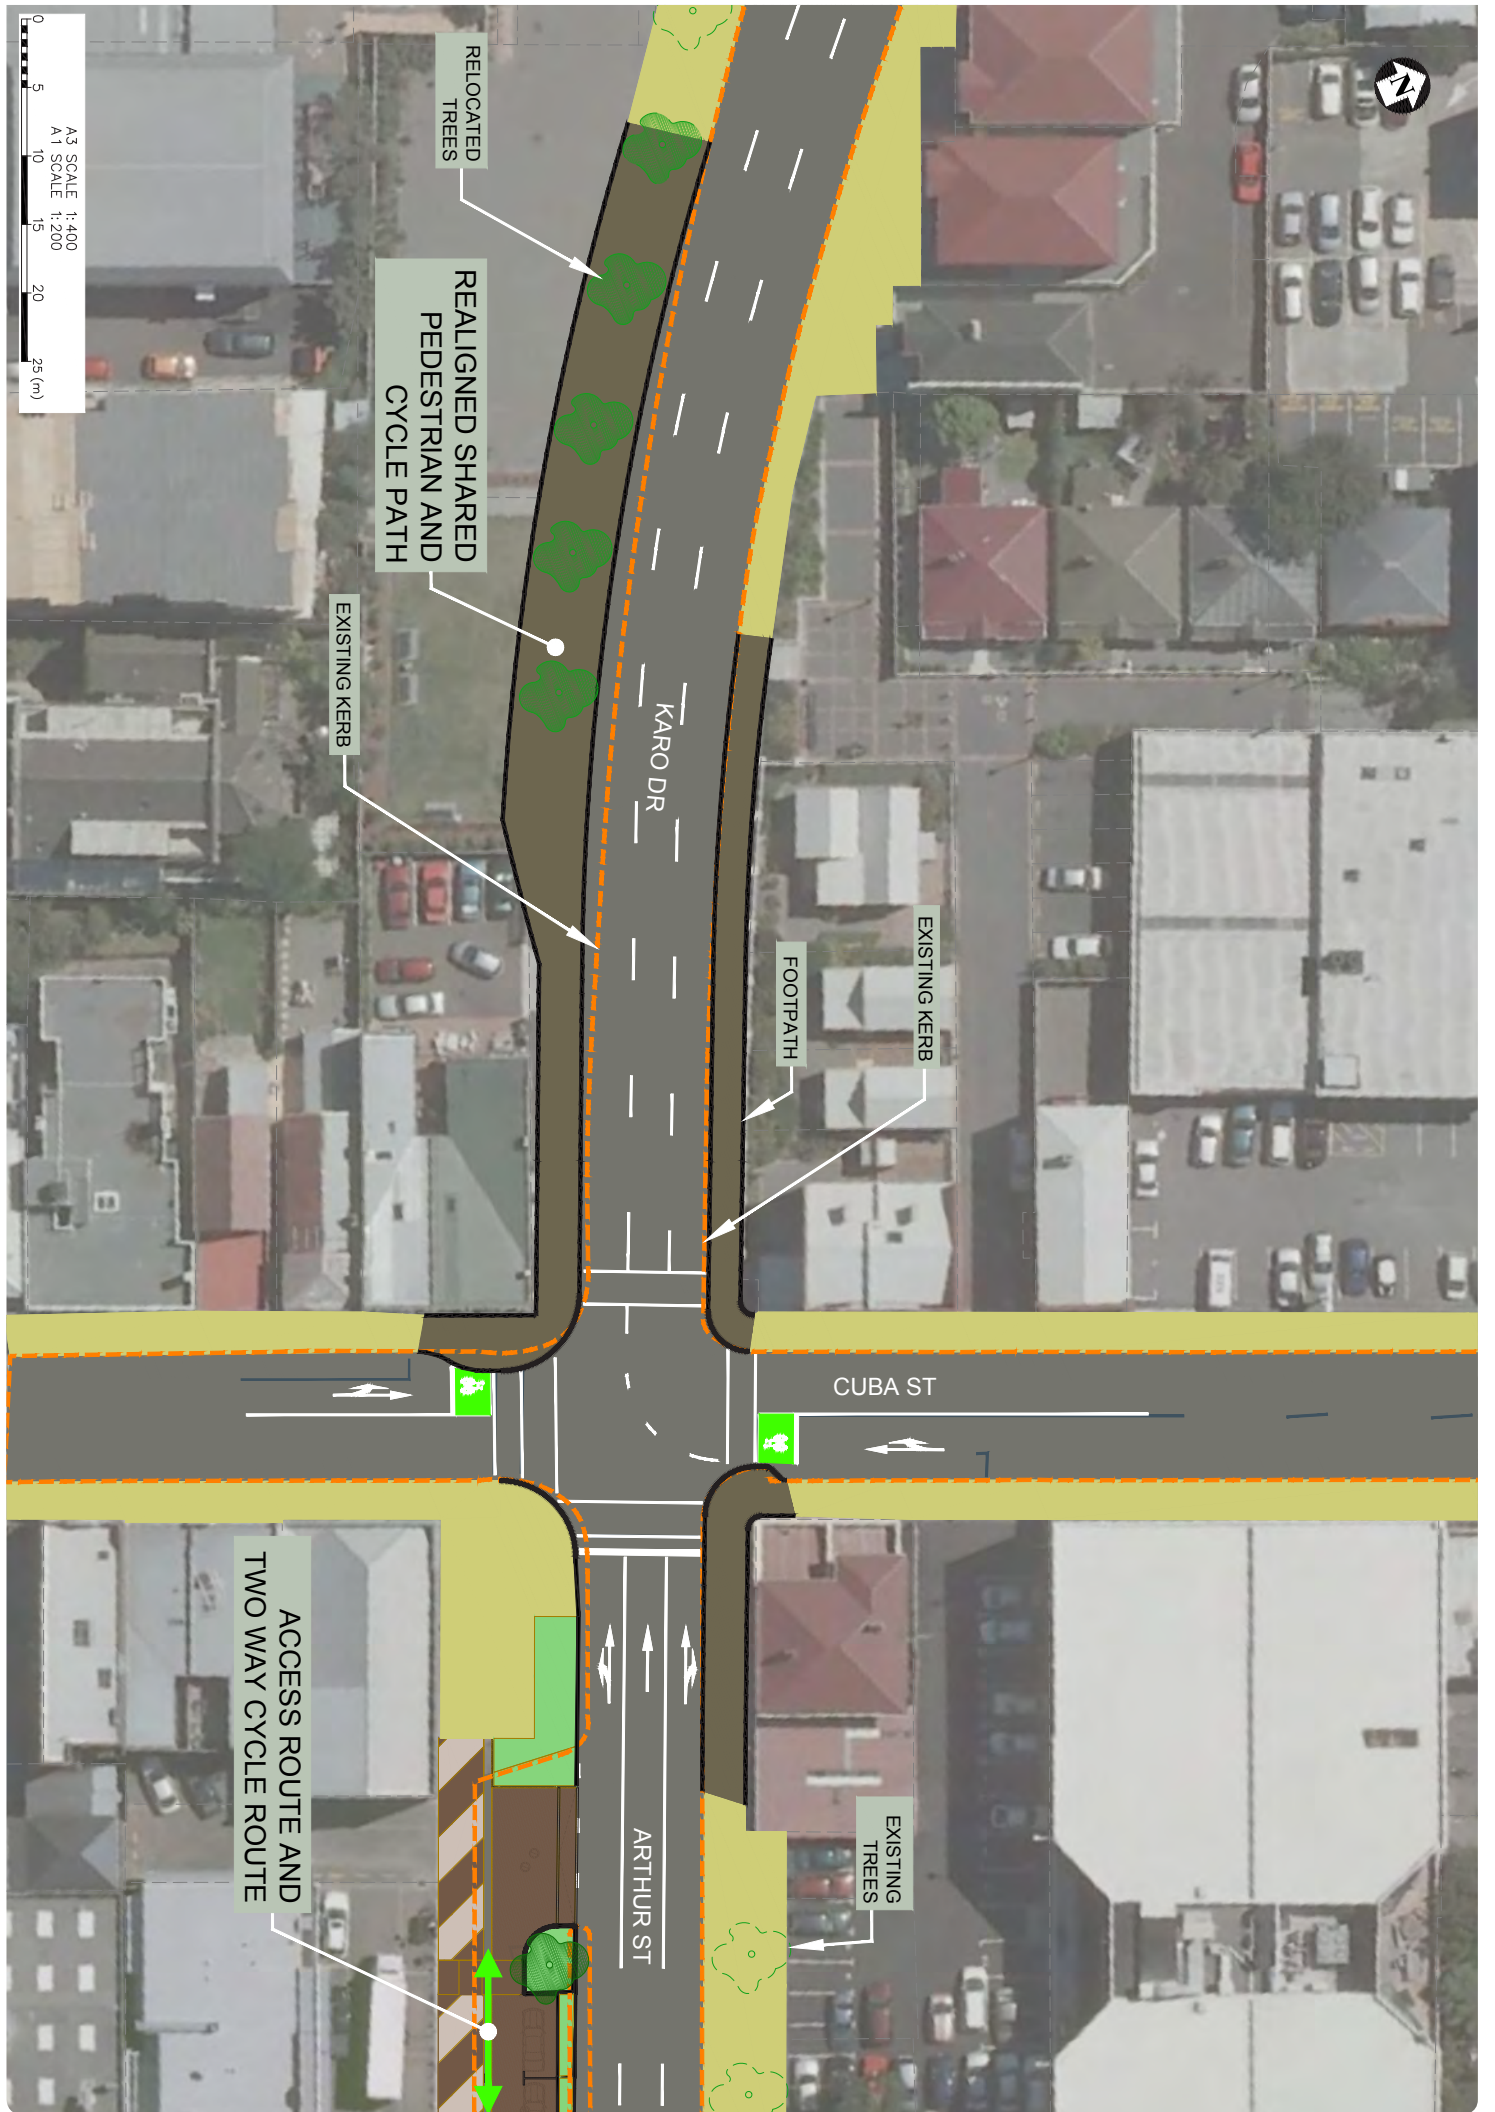 N
RELOCATED
TREES
REALIGNED SHARED
PEDESTRIAN AND
CYCLE PATH
EXISTING KERB
KARO DR
EXISTING KERB
FOOTPATH
CUBA ST
ARTHUR ST
EXISTING
TREES
ACCESS ROUTE AND
TWO WAY CYCLE ROUTE
0 5 10 15 20 25 (m)
A3 SCALE 1:400
A1 SCALE 1:200